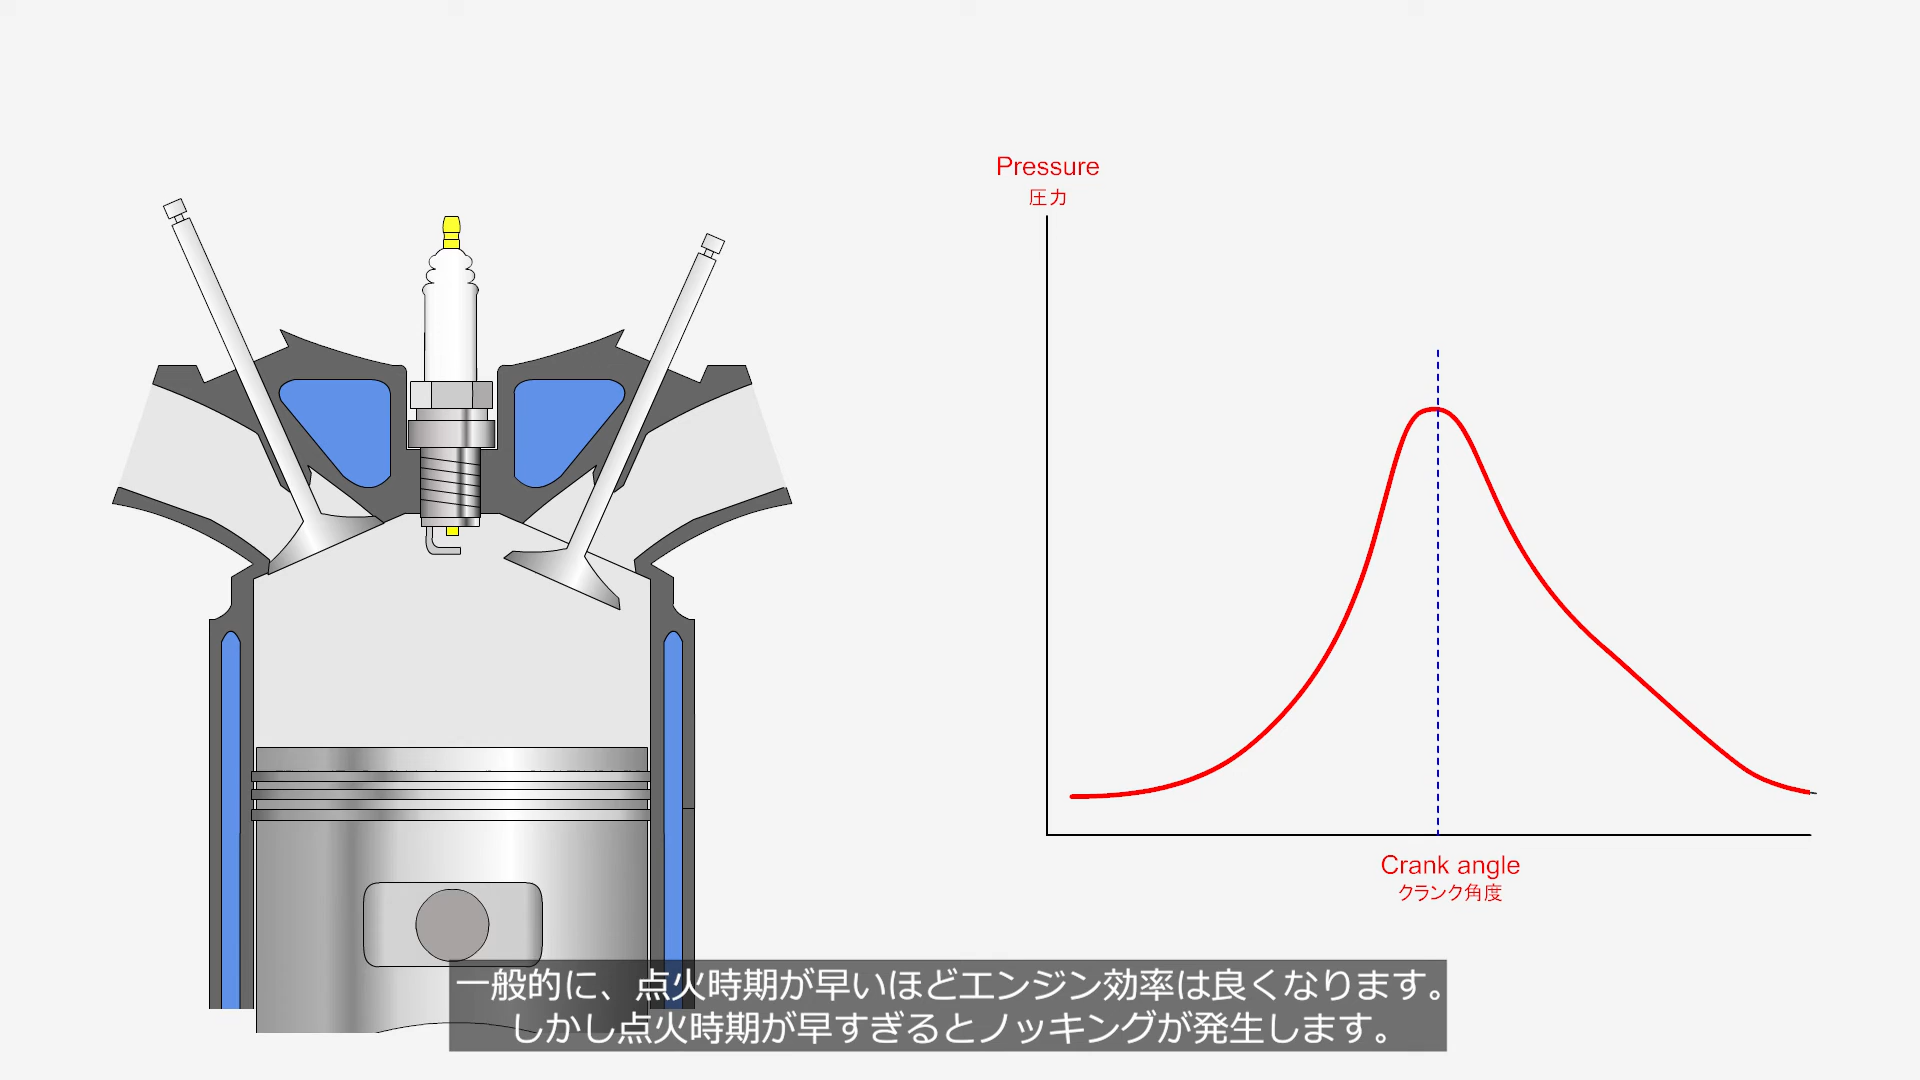 Pressure
圧力
Crank angle
クランク角度
一般的に、点火時期が早いほどエンジン効率は良くなります。
しかし点火時期が早すぎるとノッキングが発生します。